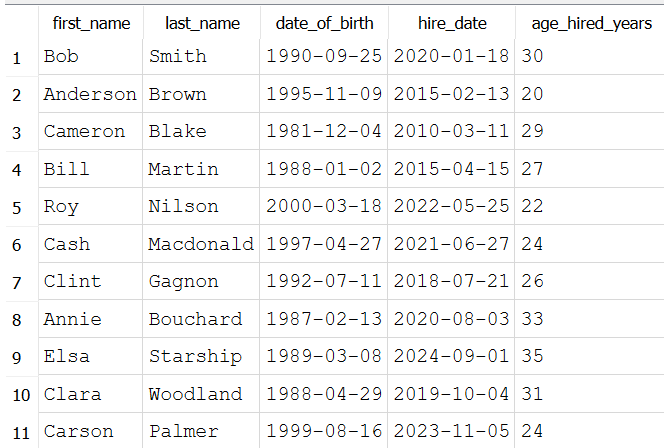 first_name last_name date_of_birth hire_date age_hired_years
1 Bob Smith 1990-09-25 2020-01-18 30
2 Anderson Brown 1995-11-09 2015-02-13 20
3 Cameron Blake 1981-12-04 2010-03-11 29
4 Bill Martin 1988-01-02 2015-04-15 27
5 Roy Nilson 2000-03-18 2022-05-25 22
6 Cash Macdonald 1997-04-27 2021-06-27 24
7 Clint Gagnon 1992-07-11 2018-07-21 26
8 Annie Bouchard 1987-02-13 2020-08-03 33
9 Elsa Starship 1989-03-08 2024-09-01 35
10 Clara Woodland 1988-04-29 2019-10-04 31
11 Carson Palmer 1999-08-16 2023-11-05 24